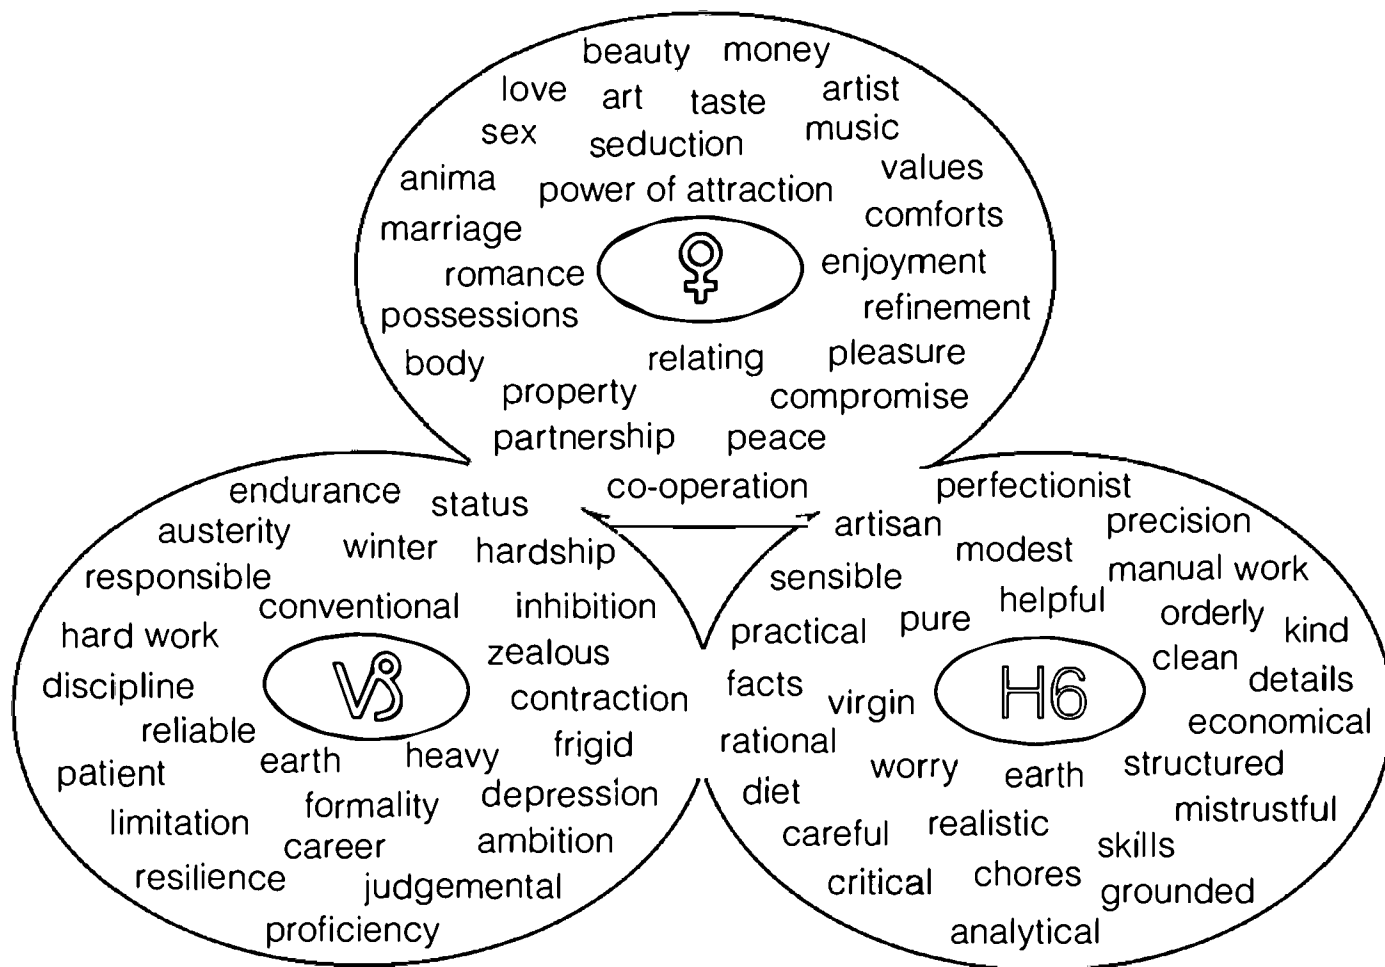 beauty money
love art taste artist
sex seduction music
anima power of attraction values
marriage comforts
♀
romance enjoyment
possessions refinement
body relating pleasure
property compromise
partnership peace
co-operation
endurance status
austerity winter hardship
responsible
conventional inhibition
hard work zealous
♑
discipline contraction
reliable earth heavy frigid
patient formality depression
limitation career ambition
resilience judgemental
proficiency
perfectionist
artisan modest precision
sensible manual work
practical pure helpful orderly kind
clean
H6
facts virgin details
rational economical
worry earth structured
diet mistrustful
careful realistic skills
critical chores grounded
analytical